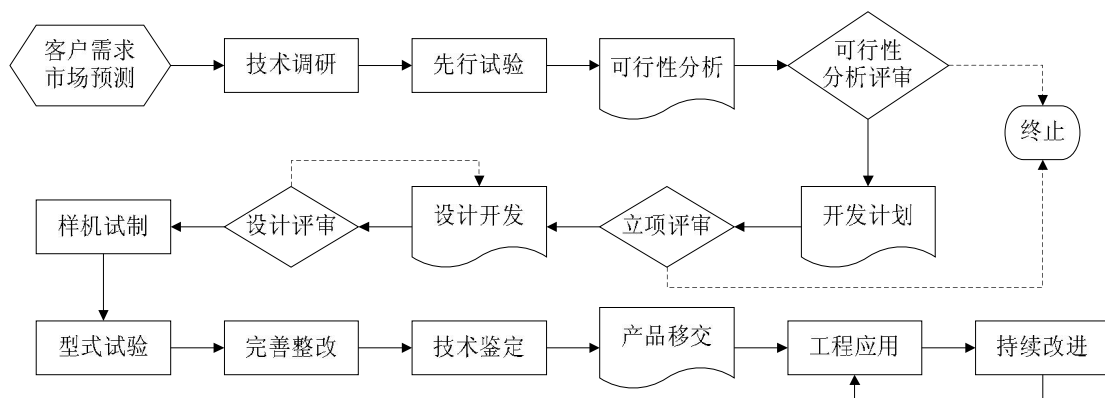 客户需求
市场预测
技术调研
先行试验
可行性分析
可行性
分析评审
终止
样机试制
设计评审
设计开发
立项评审
开发计划
型式试验
完善整改
技术鉴定
产品移交
工程应用
持续改进